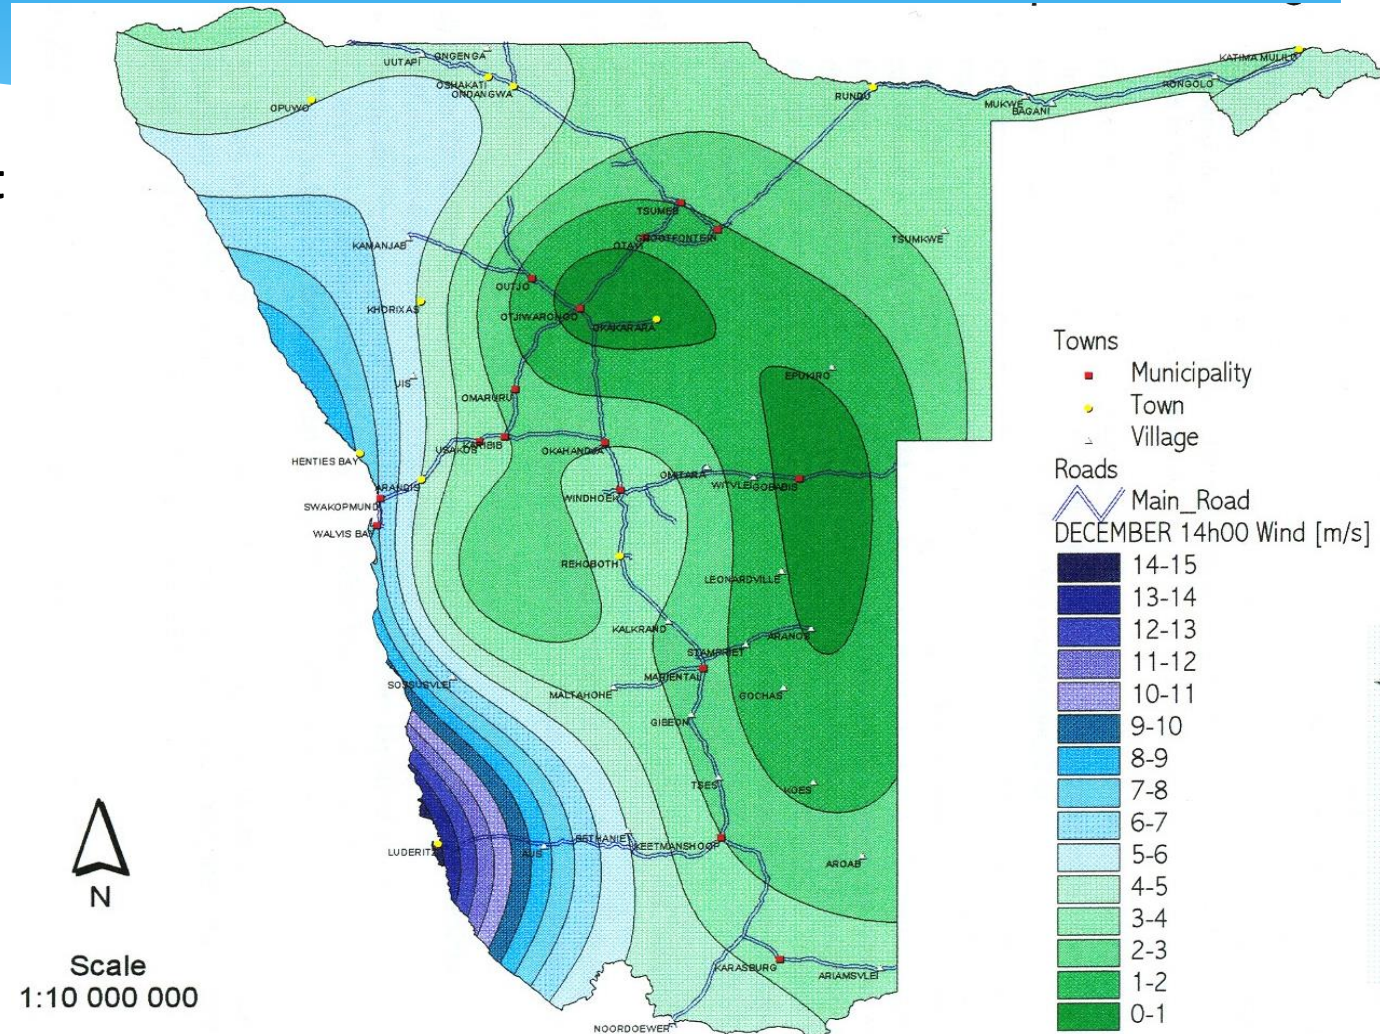 UUTAPI
ONGENGA
OSHAKATI
ONDANGWA
OPUWO
RUNDU
MUKWE
BAGANI
KONGOLO
KATIMA MULILO
TSUMEB
GROOTFONTEIN
OTAVI
TSUMKWE
KAMANJAB
OUTJO
KHORIXAS
OTJIWARONGO
OKAKARARA
UIS
OMARURU
EPUKIRO
USAKOS
KARIBIB
OKAHANDJA
HENTIES BAY
ARANDIS
OMITARA
WITVLEI
GOBABIS
SWAKOPMUND
WINDHOEK
WALVIS BAY
REHOBOTH
LEONARDVILLE
KALKRAND
ARANOS
STAMPRIET
SOSSUSVLEI
MALTAHOHE
MARIENTAL
GOCHAS
GIBEON
TSES
KOES
LUDERITZ
AUS
BETHANIE
KEETMANSHOOP
AROAB
KARASBURG
ARIAMSVLEI
NOORDOEWER
N
Scale
1:10 000 000
Towns
Municipality
Town
Village
Roads
Main_Road
DECEMBER 14h00 Wind [m/s]
14-15
13-14
12-13
11-12
10-11
9-10
8-9
7-8
6-7
5-6
4-5
3-4
2-3
1-2
0-1